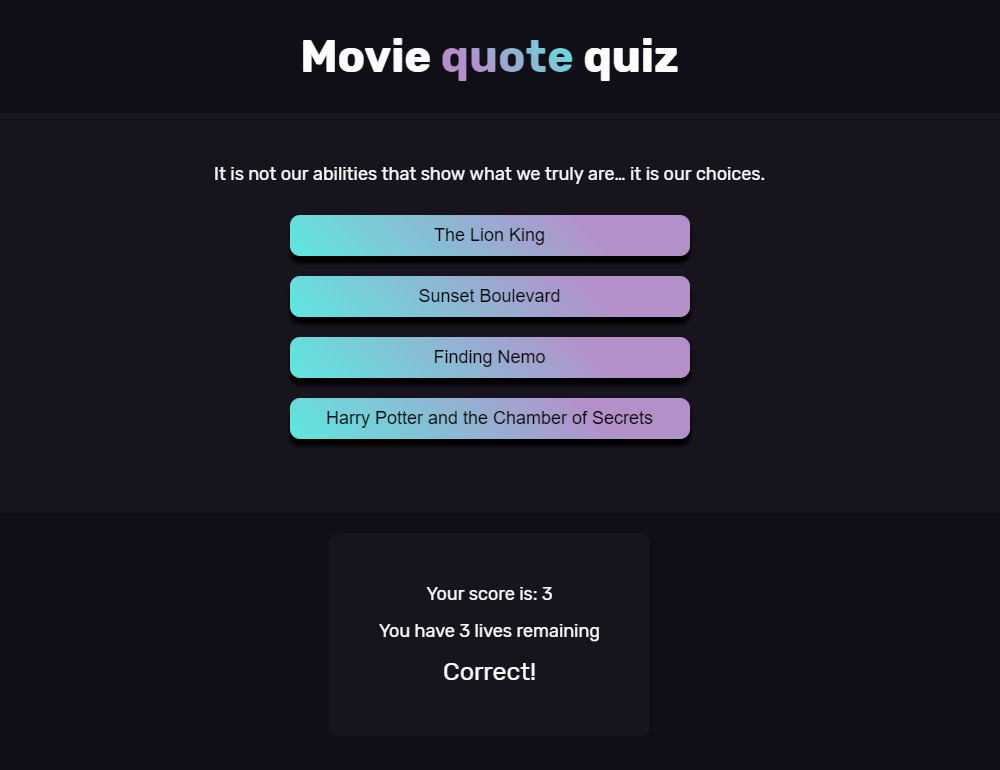 Movie quote quiz
It is not our abilities that show what we truly are… it is our choices.
The Lion King
Sunset Boulevard
Finding Nemo
Harry Potter and the Chamber of Secrets
Your score is: 3
You have 3 lives remaining
Correct!